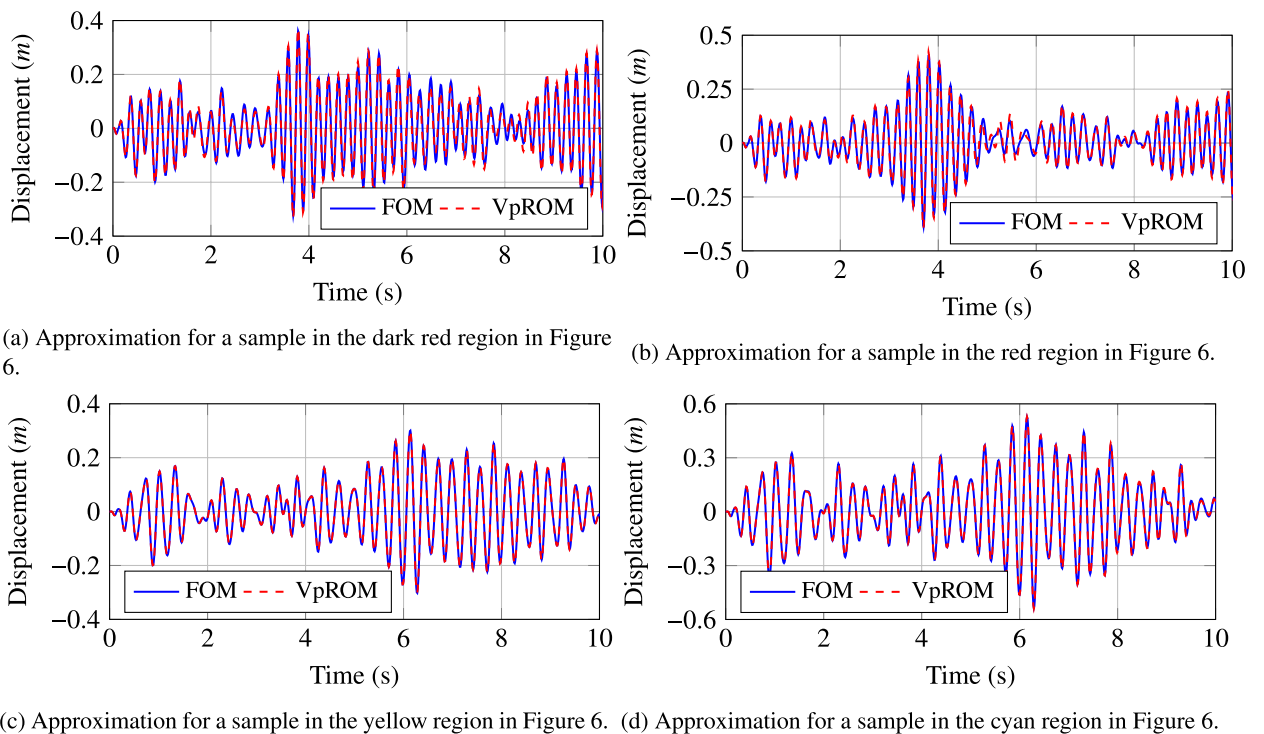 0.4
0.2
0
−0.2
−0.4
Displacement (m)
0 2 4 6 8 10
Time (s)
FOM VpROM
(a) Approximation for a sample in the dark red region in Figure
6.
0.5
0.25
0
−0.25
−0.5
Displacement (m)
0 2 4 6 8 10
Time (s)
FOM VpROM
(b) Approximation for a sample in the red region in Figure 6.
0.4
0.2
0
−0.2
−0.4
Displacement (m)
0 2 4 6 8 10
Time (s)
FOM VpROM
(c) Approximation for a sample in the yellow region in Figure 6.
0.6
0.3
0
−0.3
−0.6
Displacement (m)
0 2 4 6 8 10
Time (s)
FOM VpROM
(d) Approximation for a sample in the cyan region in Figure 6.